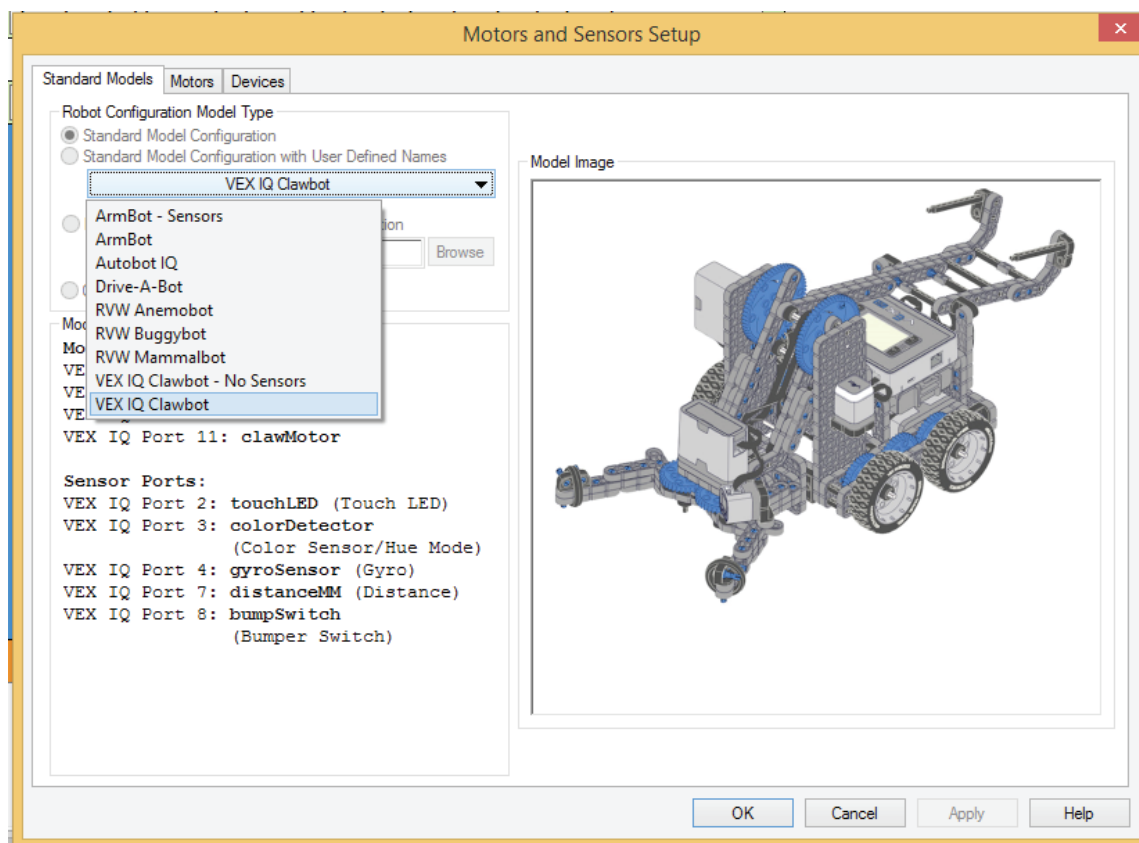 Motors and Sensors Setup
Standard Models Motors Devices
Robot Configuration Model Type
Standard Model Configuration
Standard Model Configuration with User Defined Names
VEX IQ Clawbot
ArmBot - Sensors
ArmBot
Autobot IQ
Drive-A-Bot
RVW Anemobot
RVW Buggybot
RVW Mammalbot
VEX IQ Clawbot - No Sensors
VEX IQ Clawbot
Browse
VEX IQ Port 11: clawMotor
Sensor Ports:
VEX IQ Port 2: touchLED (Touch LED)
VEX IQ Port 3: colorDetector
(Color Sensor/Hue Mode)
VEX IQ Port 4: gyroSensor (Gyro)
VEX IQ Port 7: distanceMM (Distance)
VEX IQ Port 8: bumpSwitch
(Bumper Switch)
Model Image
OK Cancel Apply Help